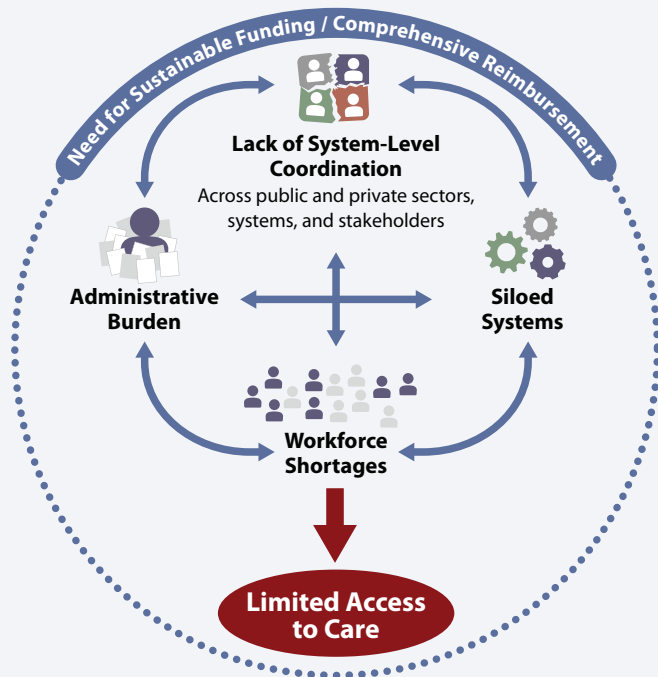 Need for Sustainable Funding / Comprehensive Reimbursement
Lack of System-Level
Coordination
Across public and private sectors,
systems, and stakeholders
Administrative
Burden
Siloed
Systems
Workforce
Shortages
Limited Access
to Care